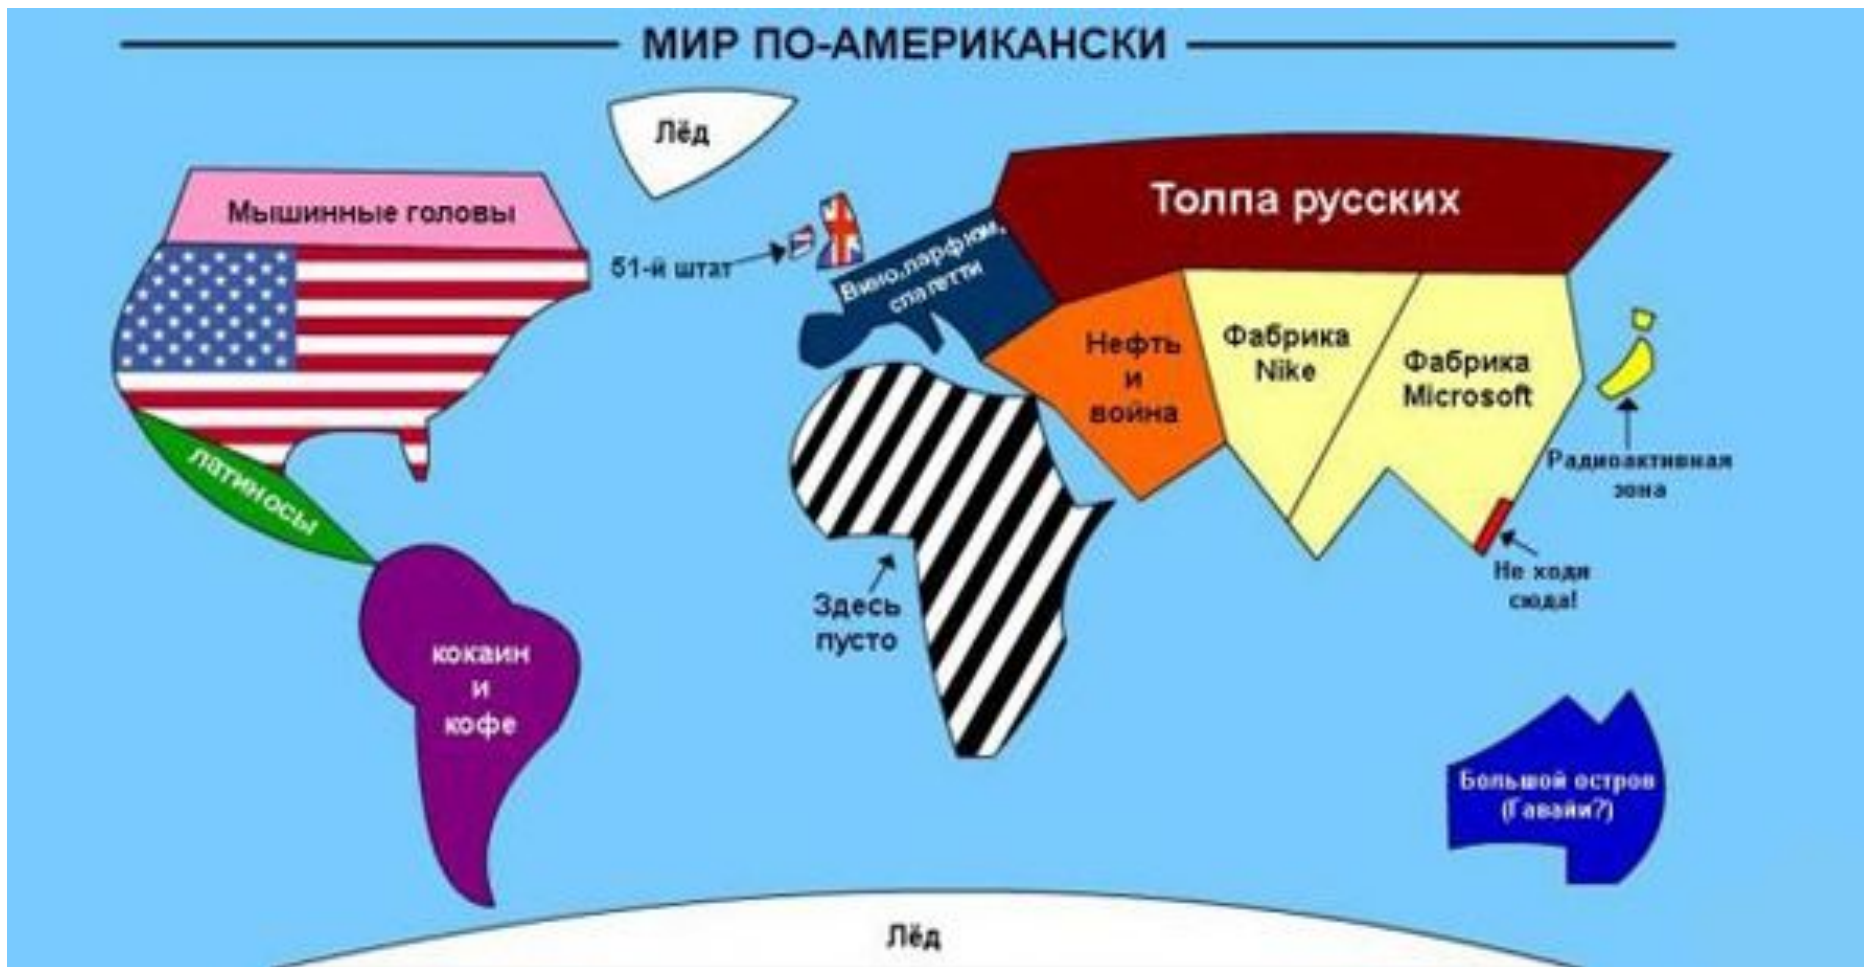 МИР ПО-АМЕРИКАНСКИ
Лёд
Мышинные головы
51-й штат
Вино,парфюм,
спагетти
Толпа русских
Нефть
и
война
Фабрика
Nike
Фабрика
Microsoft
Радиоактивная
зона
Не ходи
сюда!
латиносы
Здесь
пусто
кокаин
и
кофе
Большой остров
(Гавайи?)
Лёд